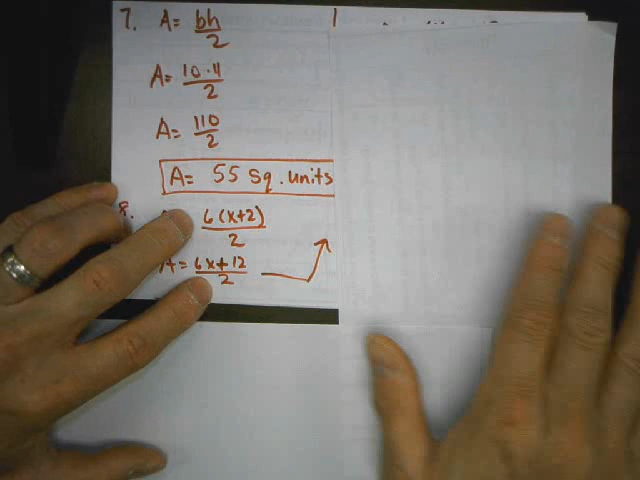 7. A = bh/2
A = 10·11/2
A = 110/2
A = 55 sq. units
8. 6(x+2)/2
A = 6x+12/2